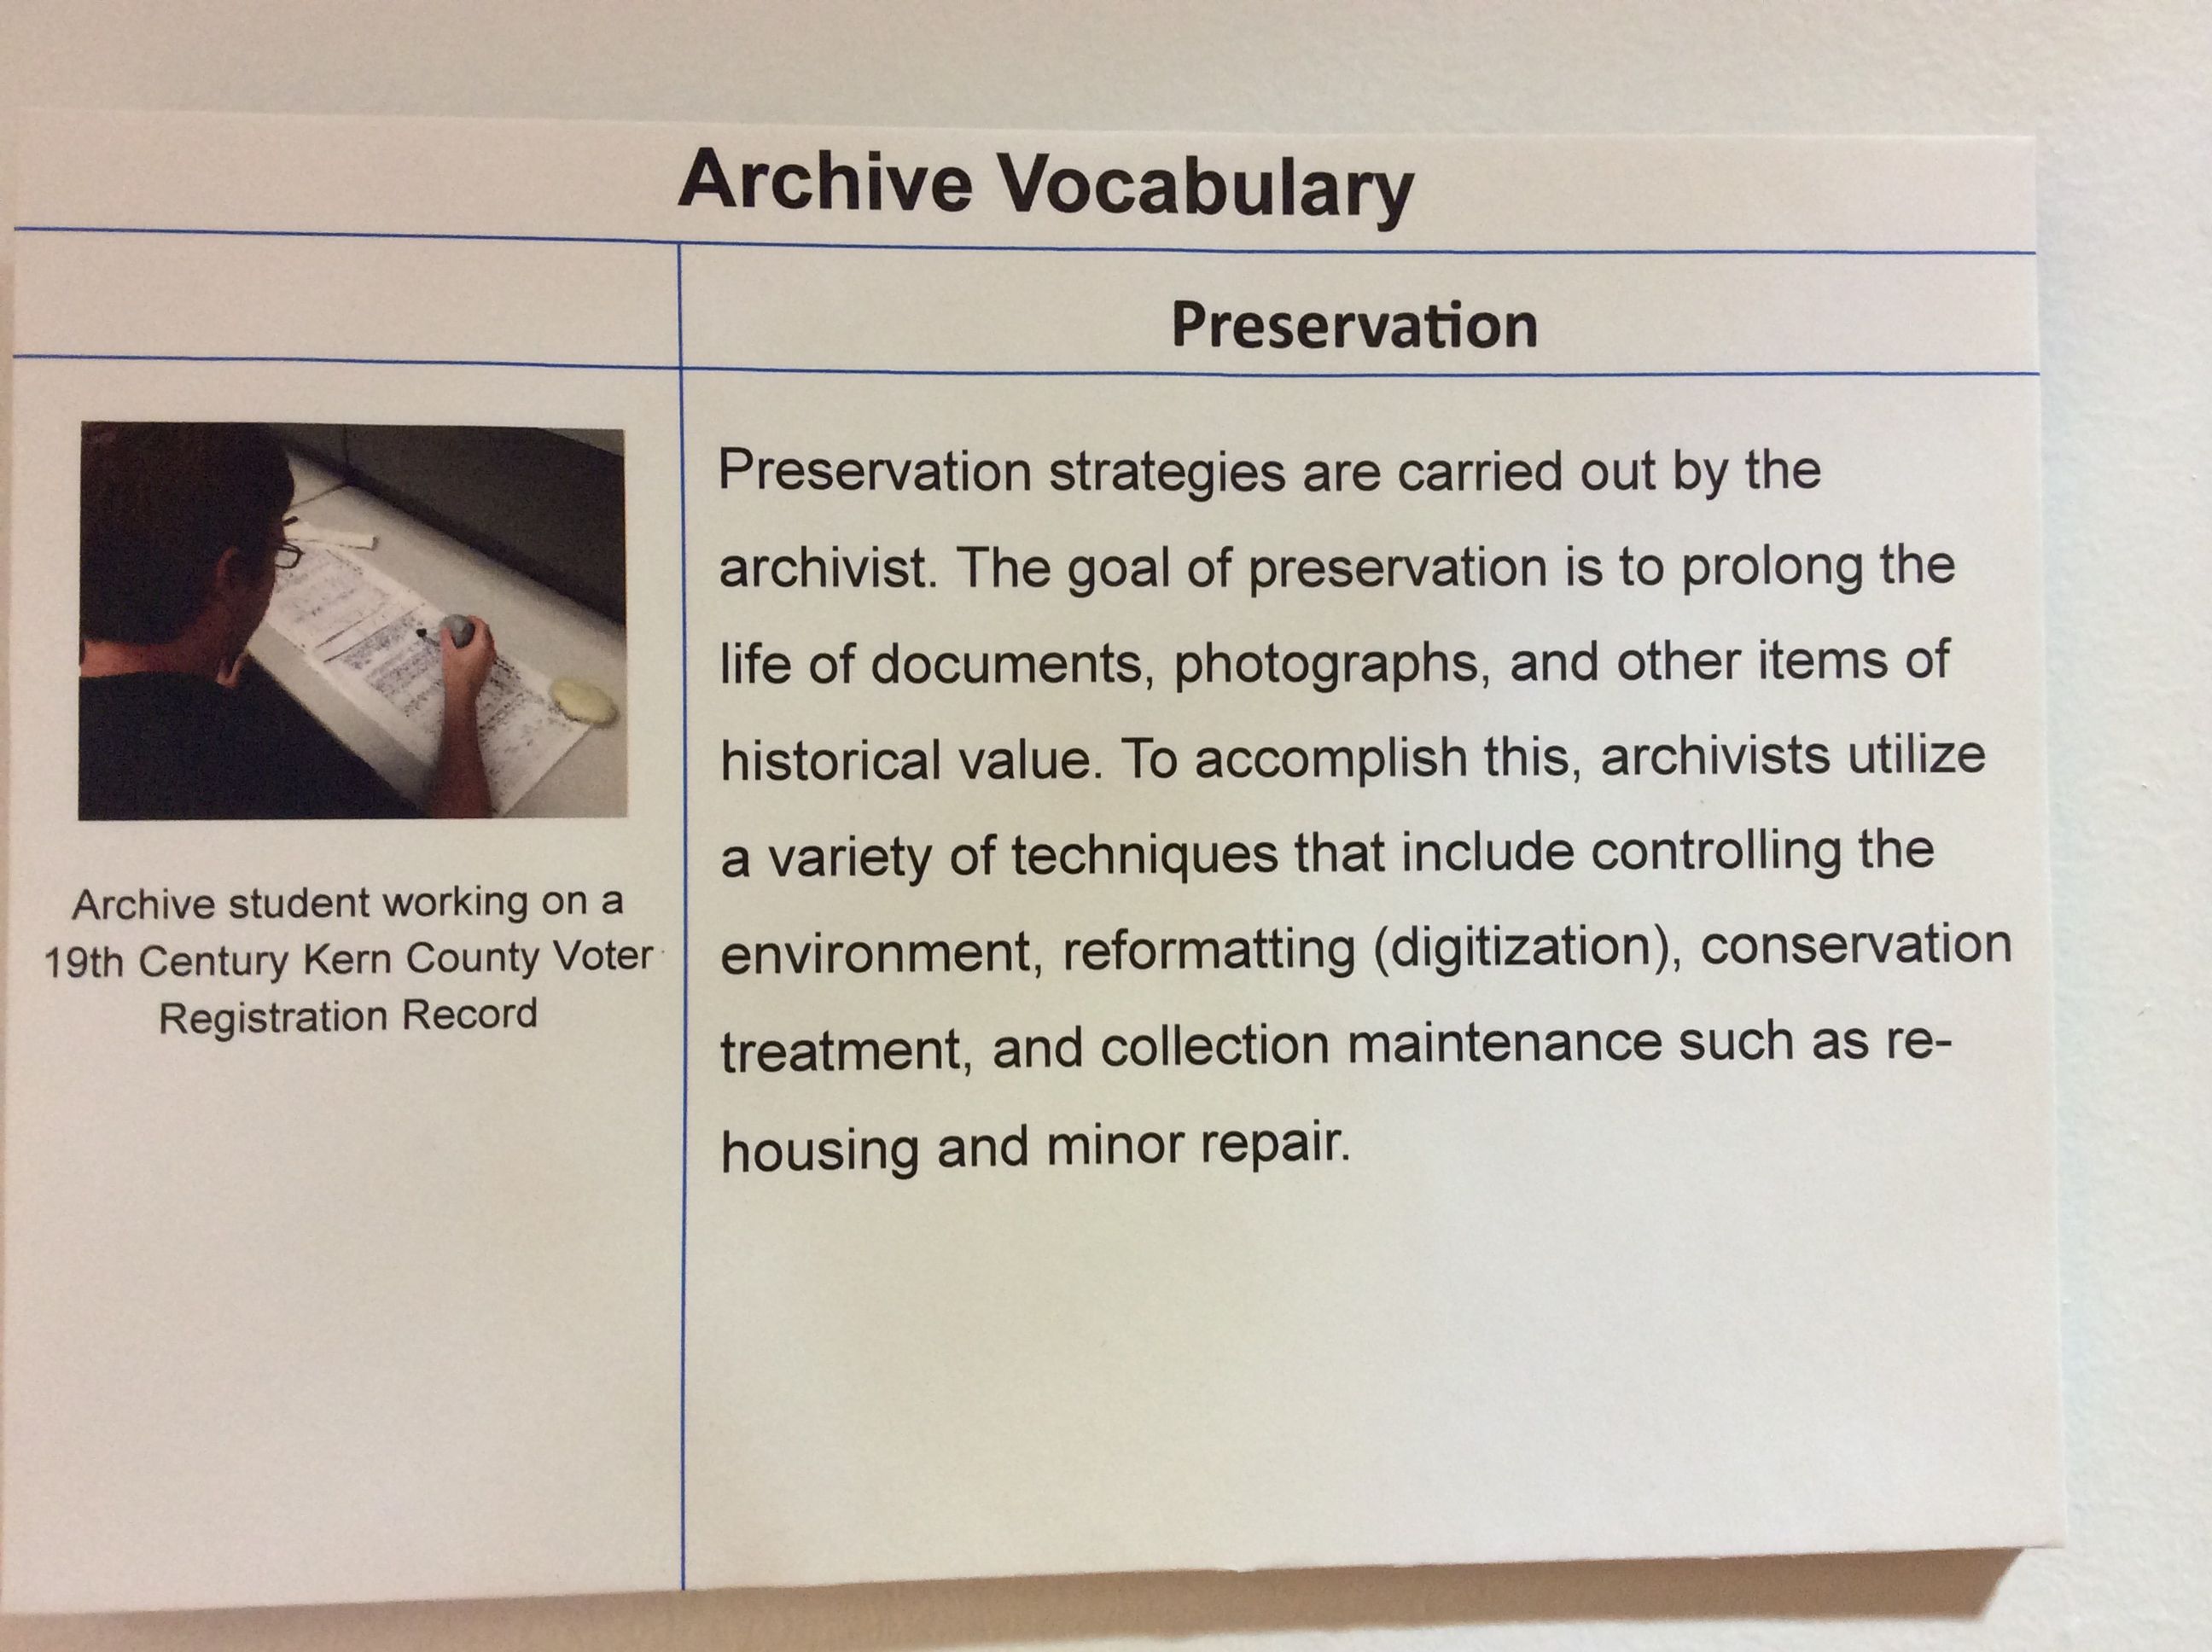 Archive Vocabulary
Preservation
Archive student working on a
19th Century Kern County Voter
Registration Record
Preservation strategies are carried out by the
archivist. The goal of preservation is to prolong the
life of documents, photographs, and other items of
historical value. To accomplish this, archivists utilize
a variety of techniques that include controlling the
environment, reformatting (digitization), conservation
treatment, and collection maintenance such as re-
housing and minor repair.